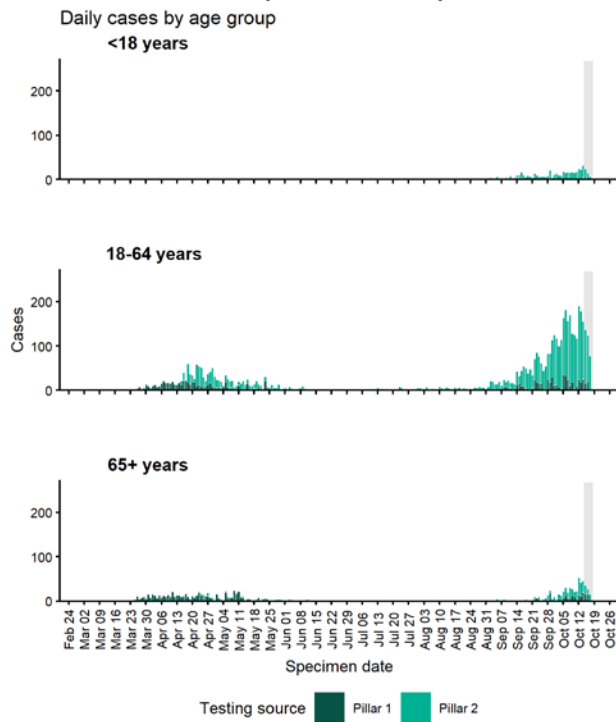 Daily cases by age group
<18 years
200
100
0
18-64 years
200
100
0
Cases
65+ years
200
100
0
Feb 24
Mar 02
Mar 09
Mar 16
Mar 23
Mar 30
Apr 06
Apr 13
Apr 20
Apr 27
May 04
May 11
May 18
May 25
Jun 01
Jun 08
Jun 15
Jun 22
Jun 29
Jul 06
Jul 13
Jul 20
Jul 27
Aug 03
Aug 10
Aug 17
Aug 24
Aug 31
Sep 07
Sep 14
Sep 21
Sep 28
Oct 05
Oct 12
Oct 19
Oct 26
Specimen date
Testing source Pillar 1 Pillar 2